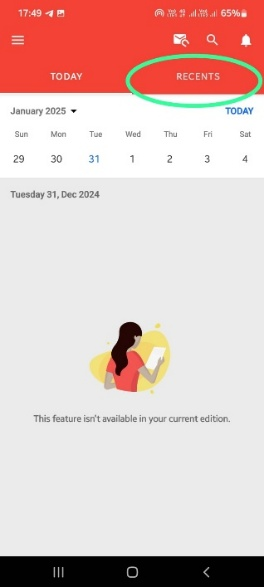 17:49 65%
TODAY RECENTS
January 2025 TODAY
Sun Mon Tue Wed Thu Fri Sat
29 30 31 1 2 3 4
Tuesday 31, Dec 2024
This feature isn't available in your current edition.